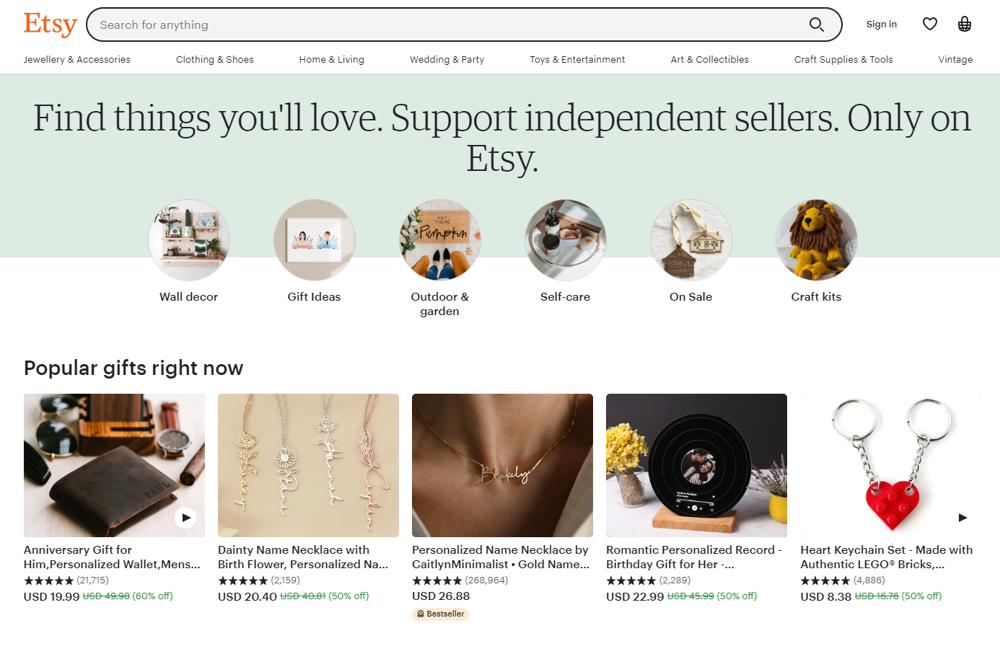 Etsy
Search for anything
Sign in
Jewellery & Accessories
Clothing & Shoes
Home & Living
Wedding & Party
Toys & Entertainment
Art & Collectibles
Craft Supplies & Tools
Vintage
Find things you'll love. Support independent sellers. Only on
Etsy.
HEY
THERE
Pumpkin
Wall decor
Gift Ideas
Outdoor &
garden
Self-care
On Sale
Craft kits
Popular gifts right now
PAUL
Hannah
Kaylin
Blakely
Anniversary Gift for
Him,Personalized Wallet,Mens...
(21,715)
USD 19.99 USD 49.98 (60% off)
Dainty Name Necklace with
Birth Flower, Personalized Na...
(2,159)
USD 20.40 USD 40.81 (50% off)
Personalized Name Necklace by
CaitlynMinimalist • Gold Name...
(268,964)
USD 26.88
Bestseller
Romantic Personalized Record -
Birthday Gift for Her -...
(2,289)
USD 22.99 USD 45.99 (50% off)
Heart Keychain Set - Made with
Authentic LEGO® Bricks,...
(4,886)
USD 8.38 USD 16.76 (50% off)